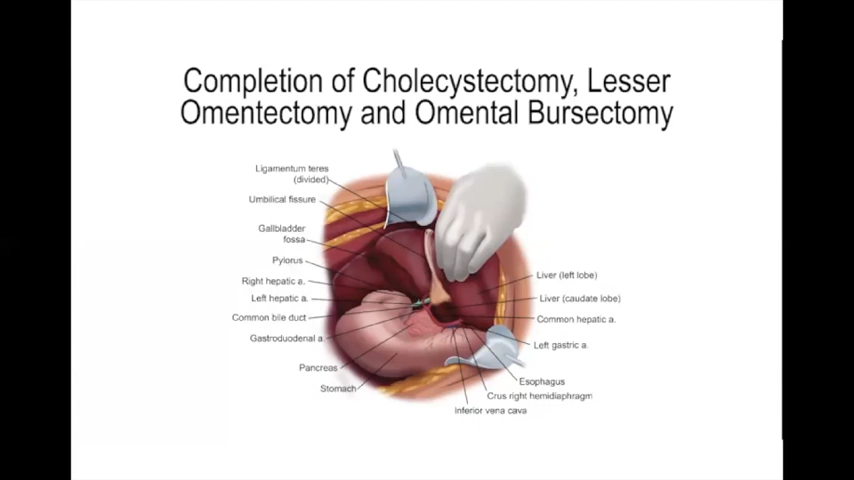 Completion of Cholecystectomy, Lesser
Omentectomy and Omental Bursectomy
Ligamentum teres
(divided)
Umbilical fissure
Gallbladder
fossa
Pylorus
Right hepatic a.
Left hepatic a.
Common bile duct
Gastroduodenal a.
Pancreas
Stomach
Liver (left lobe)
Liver (caudate lobe)
Common hepatic a.
Left gastric a.
Esophagus
Crus right hemidiaphragm
Inferior vena cava